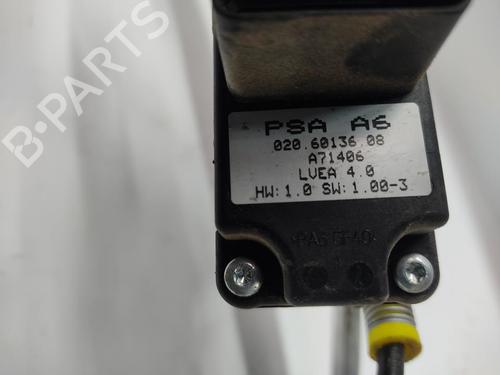 PSA A6
020.60136.08
A71406
LVEA 4.0
HW: 1.0 SW: 1.00-3
B-PARTS